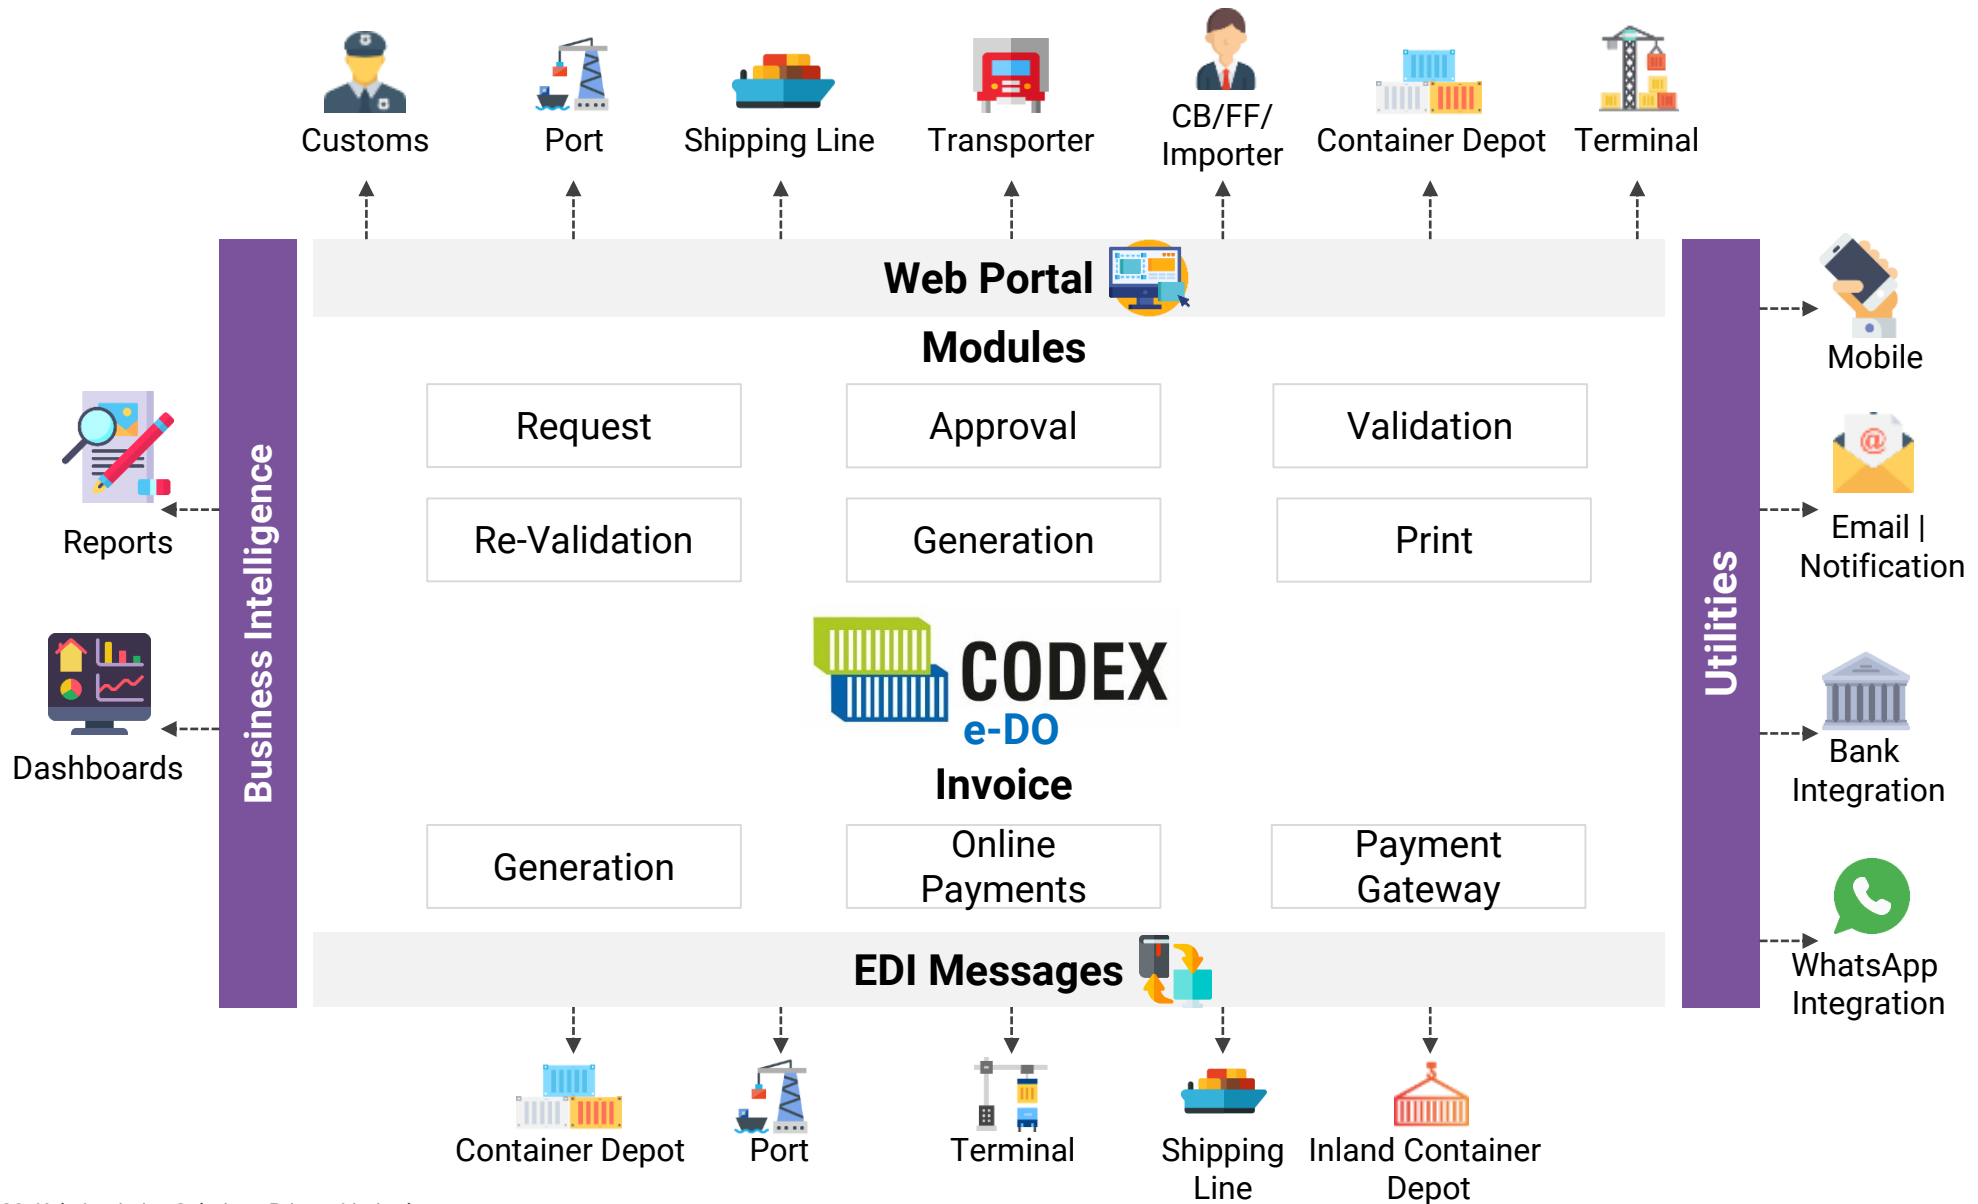 Customs
Port
Shipping Line
Transporter
CB/FF/
Importer
Container Depot
Terminal
Web Portal
Modules
Request
Approval
Validation
Re-Validation
Generation
Print
CODEX
e-DO
Invoice
Generation
Online
Payments
Payment
Gateway
EDI Messages
Business Intelligence
Reports
Dashboards
Utilities
Mobile
@
Email |
Notification
Bank
Integration
WhatsApp
Integration
Container Depot
Port
Terminal
Shipping
Line
Inland Container
Depot